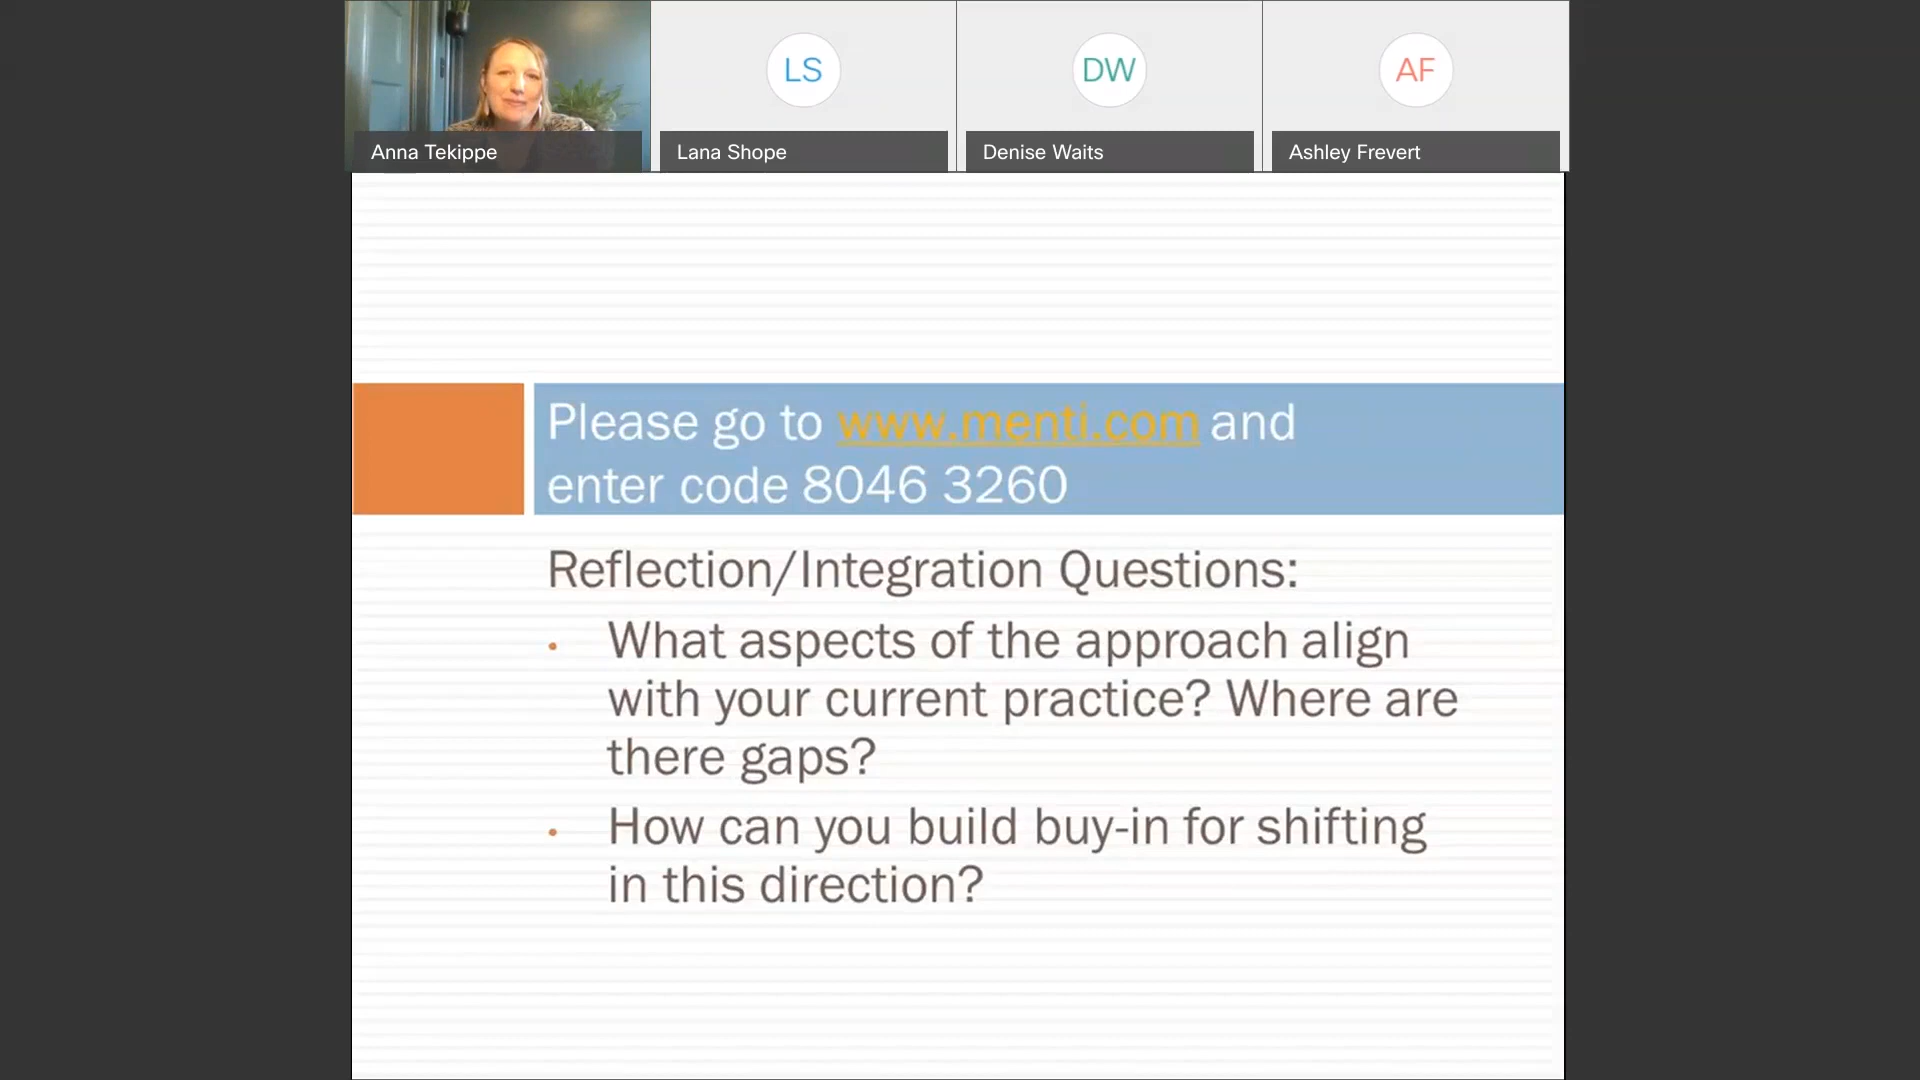 LS
DW
AF
Anna Tekippe
Lana Shope
Denise Waits
Ashley Frevert
Please go to www.menti.com and
enter code 8046 3260
Reflection/Integration Questions:
• What aspects of the approach align
with your current practice? Where are
there gaps?
• How can you build buy-in for shifting
in this direction?